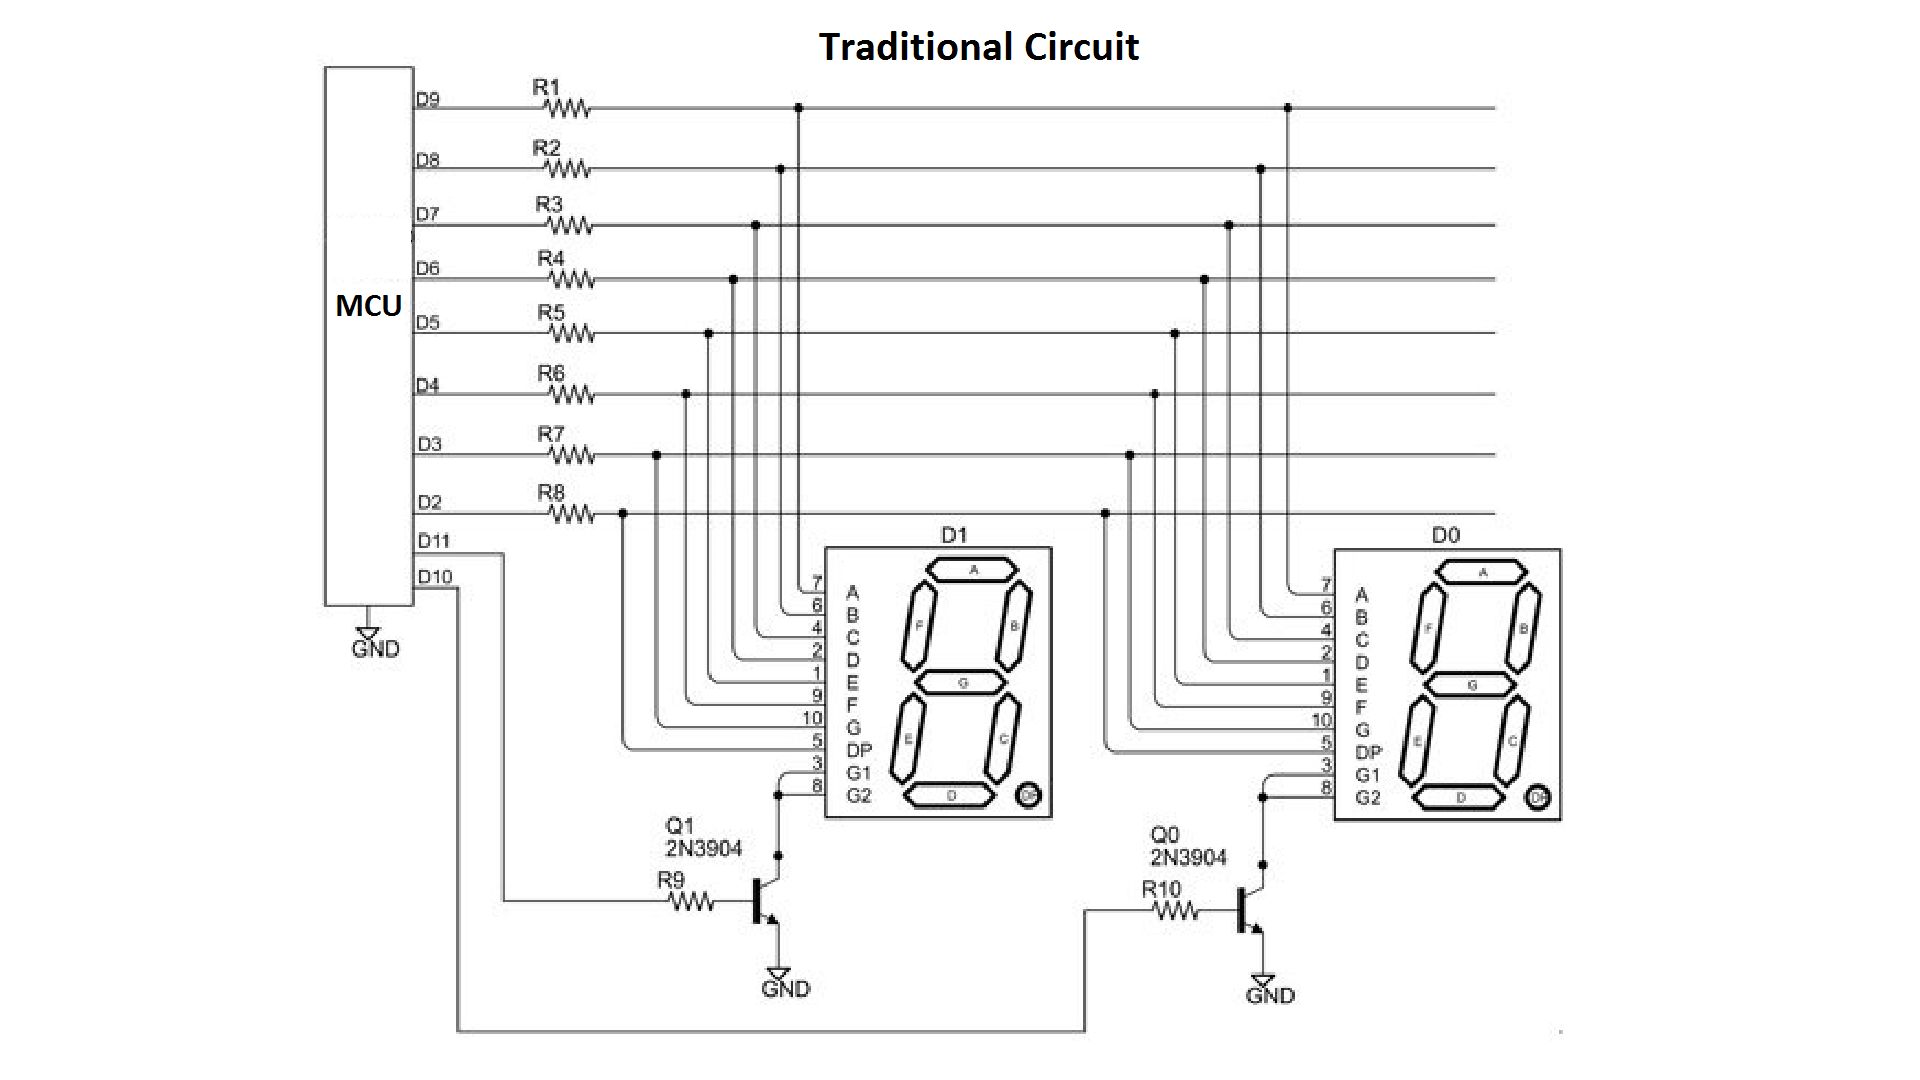 Traditional Circuit
D9
R1
D8
R2
D7
R3
D6
R4
MCU
D5
R5
D4
R6
D3
R7
D2
R8
D11
D10
GND
D1
7 A
6 B
4 C
2 D
1 E
9 F
10 G
5 DP
3 G1
8 G2
A
F
B
G
E
C
D
DP
Q1
2N3904
R9
GND
D0
7 A
6 B
4 C
2 D
1 E
9 F
10 G
5 DP
3 G1
8 G2
A
F
B
G
E
C
D
DP
Q0
2N3904
R10
GND